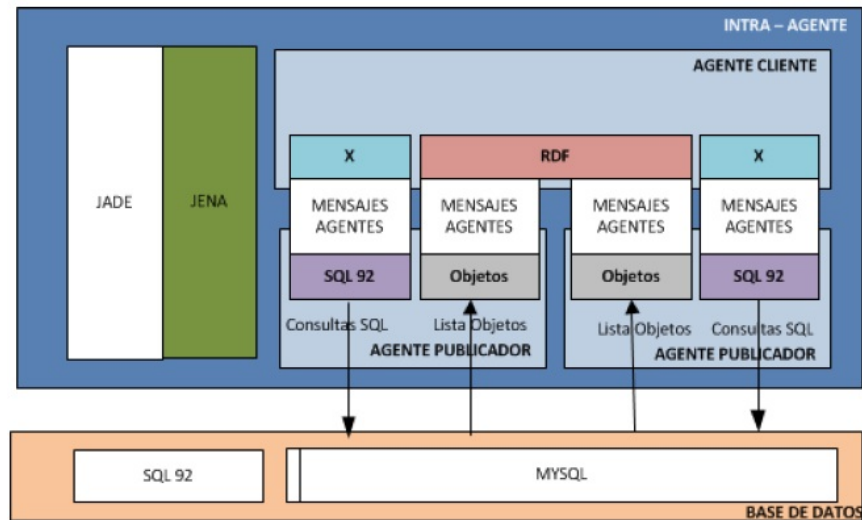 INTRA – AGENTE
AGENTE CLIENTE
JADE
JENA
X
RDF
X
MENSAJES
AGENTES
MENSAJES
AGENTES
MENSAJES
AGENTES
MENSAJES
AGENTES
SQL 92
Objetos
Objetos
SQL 92
Consultas SQL
Lista Objetos
Lista Objetos
Consultas SQL
AGENTE PUBLICADOR
AGENTE PUBLICADOR
SQL 92
MYSQL
BASE DE DATOS